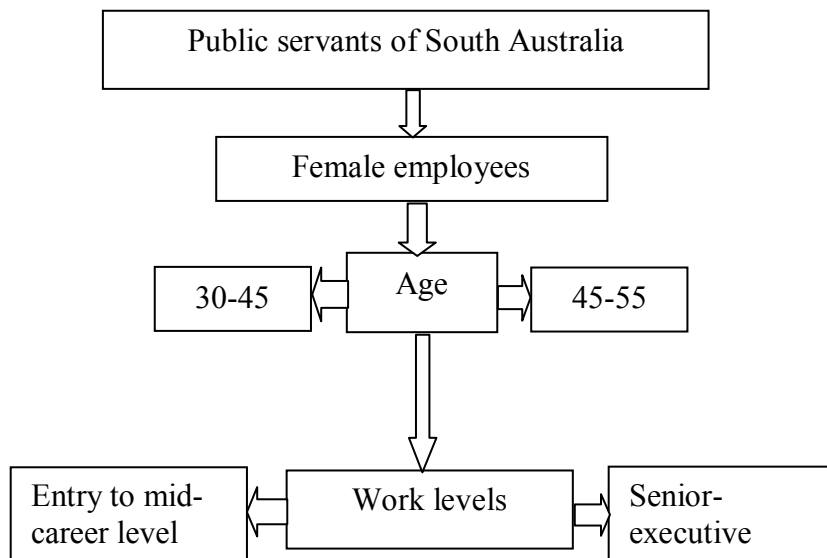 Public servants of South Australia
Female employees
30-45
Age
45-55
Entry to mid-
career level
Work levels
Senior-
executive